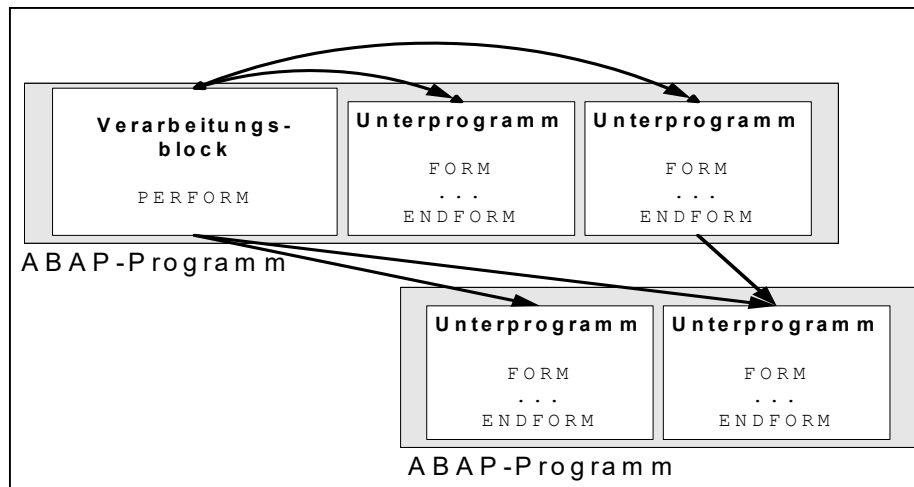 Verarbeitungs-
block
PERFORM
Unterprogramm
FORM
...
ENDFORM
Unterprogramm
FORM
...
ENDFORM
ABAP-Programm
Unterprogramm
FORM
...
ENDFORM
Unterprogramm
FORM
...
ENDFORM
ABAP-Programm